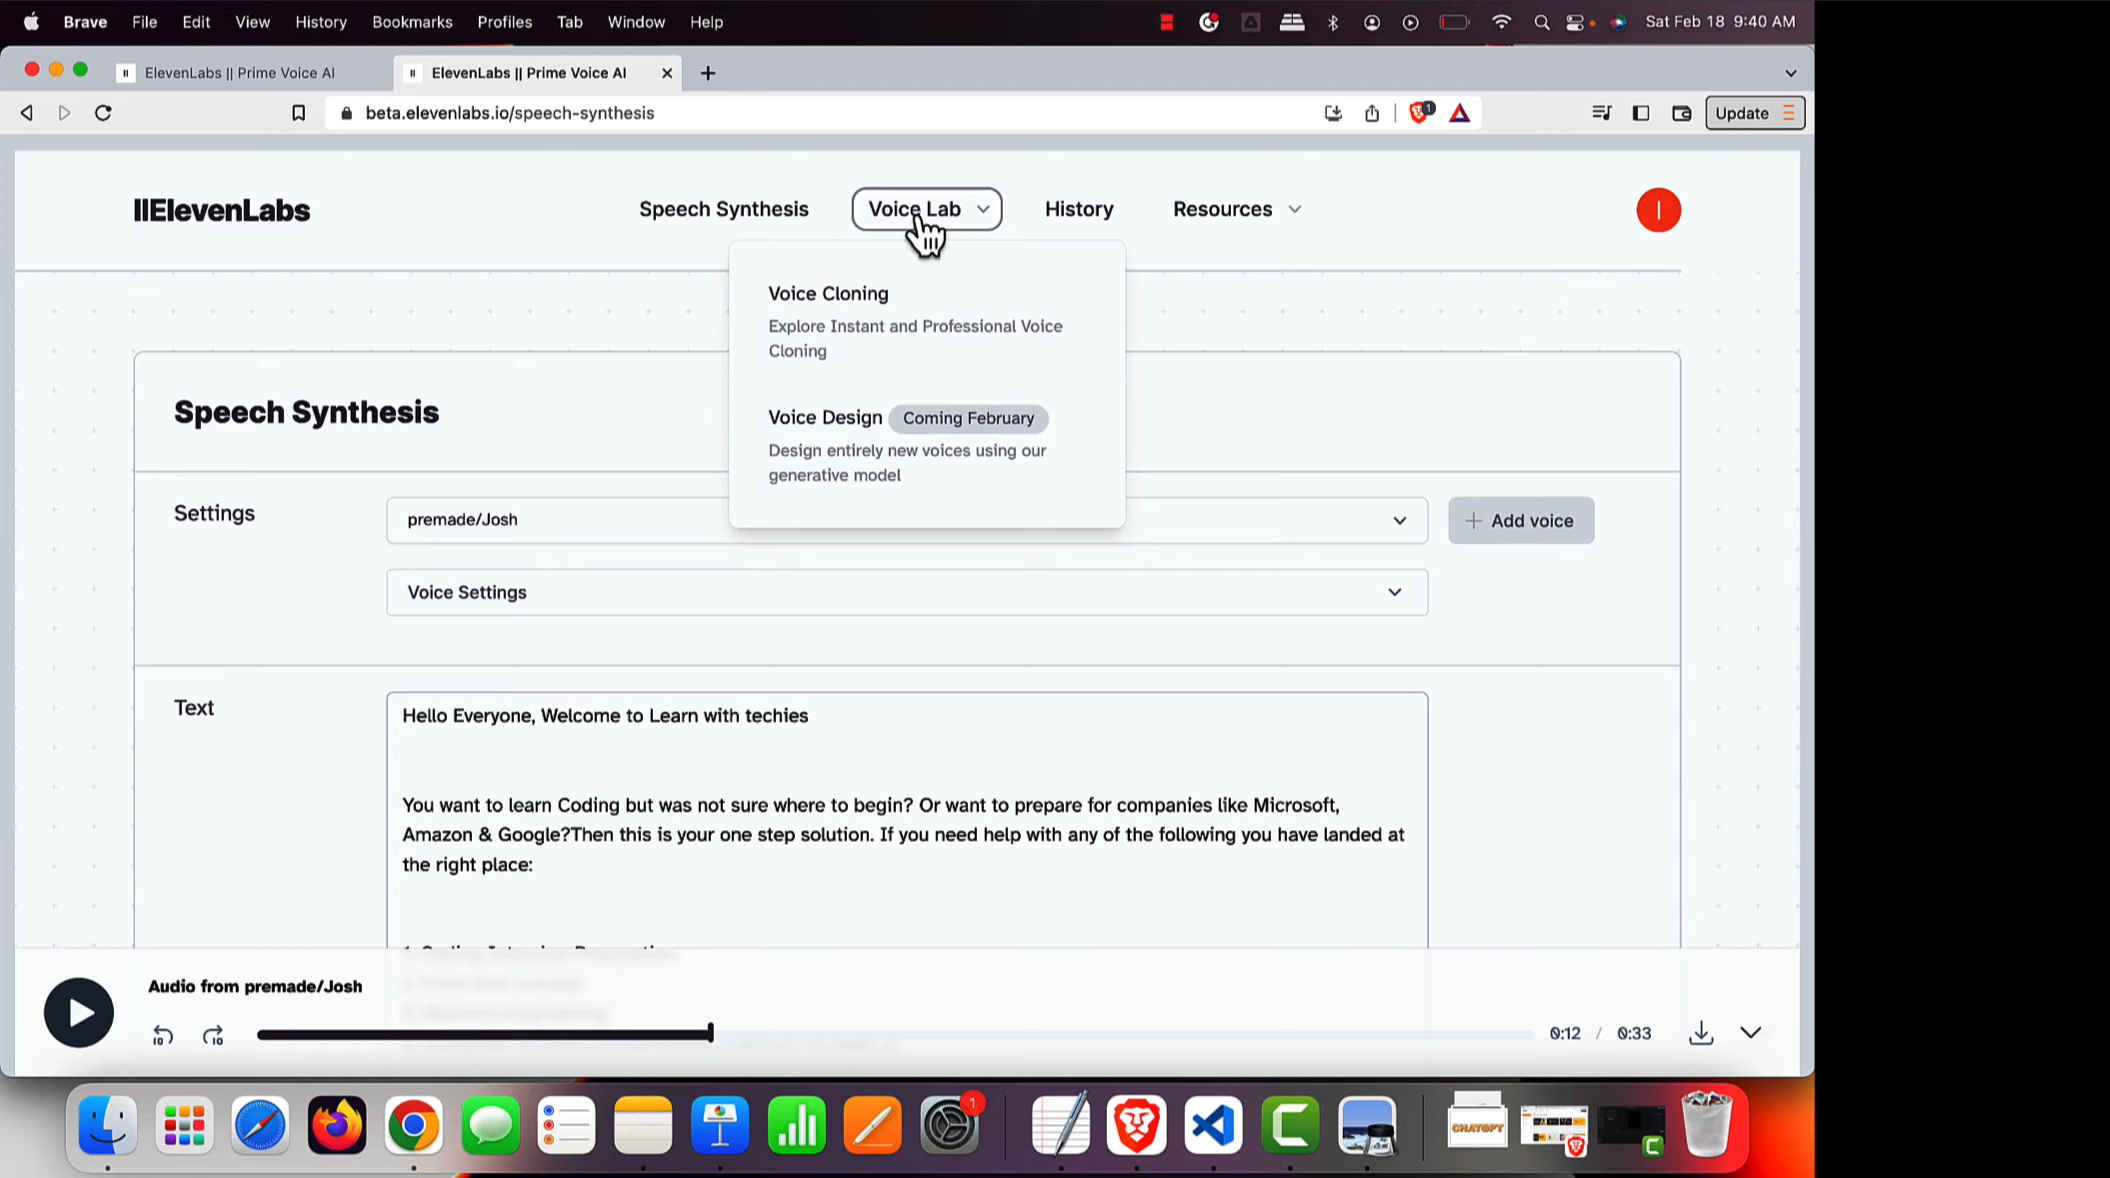 Brave File Edit View History Bookmarks Profiles Tab Window Help Sat Feb 18 9:40 AM
ElevenLabs || Prime Voice AI ElevenLabs || Prime Voice AI
beta.elevenlabs.io/speech-synthesis 1 Update
IIElevenLabs Speech Synthesis Voice Lab History Resources I
Voice Cloning
Explore Instant and Professional Voice
Cloning
Voice Design Coming February
Design entirely new voices using our
generative model
Speech Synthesis
Settings premade/Josh + Add voice
Voice Settings
Text
Hello Everyone, Welcome to Learn with techies
You want to learn Coding but was not sure where to begin? Or want to prepare for companies like Microsoft,
Amazon & Google?Then this is your one step solution. If you need help with any of the following you have landed at
the right place:
Audio from premade/Josh
10 10 0:12 / 0:33
1
CHATGPT